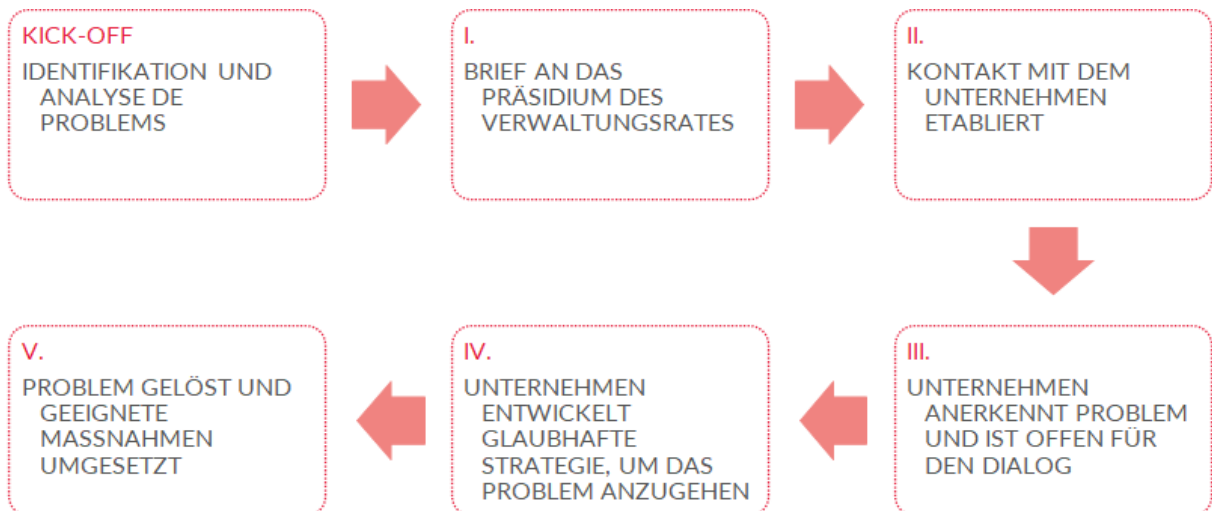 KICK-OFF
IDENTIFIKATION UND
ANALYSE DE
PROBLEMS
I.
BRIEF AN DAS
PRÄSIDIUM DES
VERWALTUNGSRATES
II.
KONTAKT MIT DEM
UNTERNEHMEN
ETABLIERT
III.
UNTERNEHMEN
ANERKENNT PROBLEM
UND IST OFFEN FÜR
DEN DIALOG
IV.
UNTERNEHMEN
ENTWICKELT
GLAUBHAFTE
STRATEGIE, UM DAS
PROBLEM ANZUGEHEN
V.
PROBLEM GELÖST UND
GEEIGNETE
MASSNAHMEN
UMGESETZT